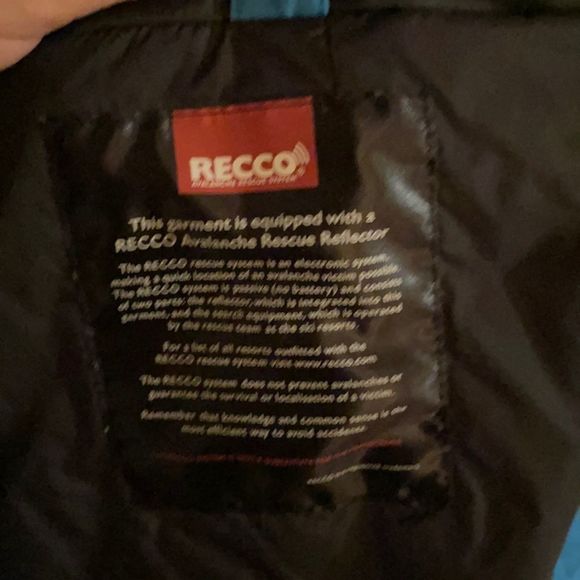 RECCO
AVALANCHE RESCUE SYSTEM
This garment is equipped with a
RECCO Avalanche Rescue Reflector
The RECCO rescue system is an electronic system,
making a quick location of an avalanche victim possible.
The RECCO system is passive (no battery) and consists
of two parts: the reflector, which is integrated into this
garment, and the search equipment, which is operated
by the rescue team at the ski resorts.
For a list of all resorts outfitted with the
RECCO rescue system visit www.recco.com
The RECCO system does not prevent avalanches or
guarantee the survival or localisation of a victim.
Remember that knowledge and common sense is the
most efficient way to avoid accidents.